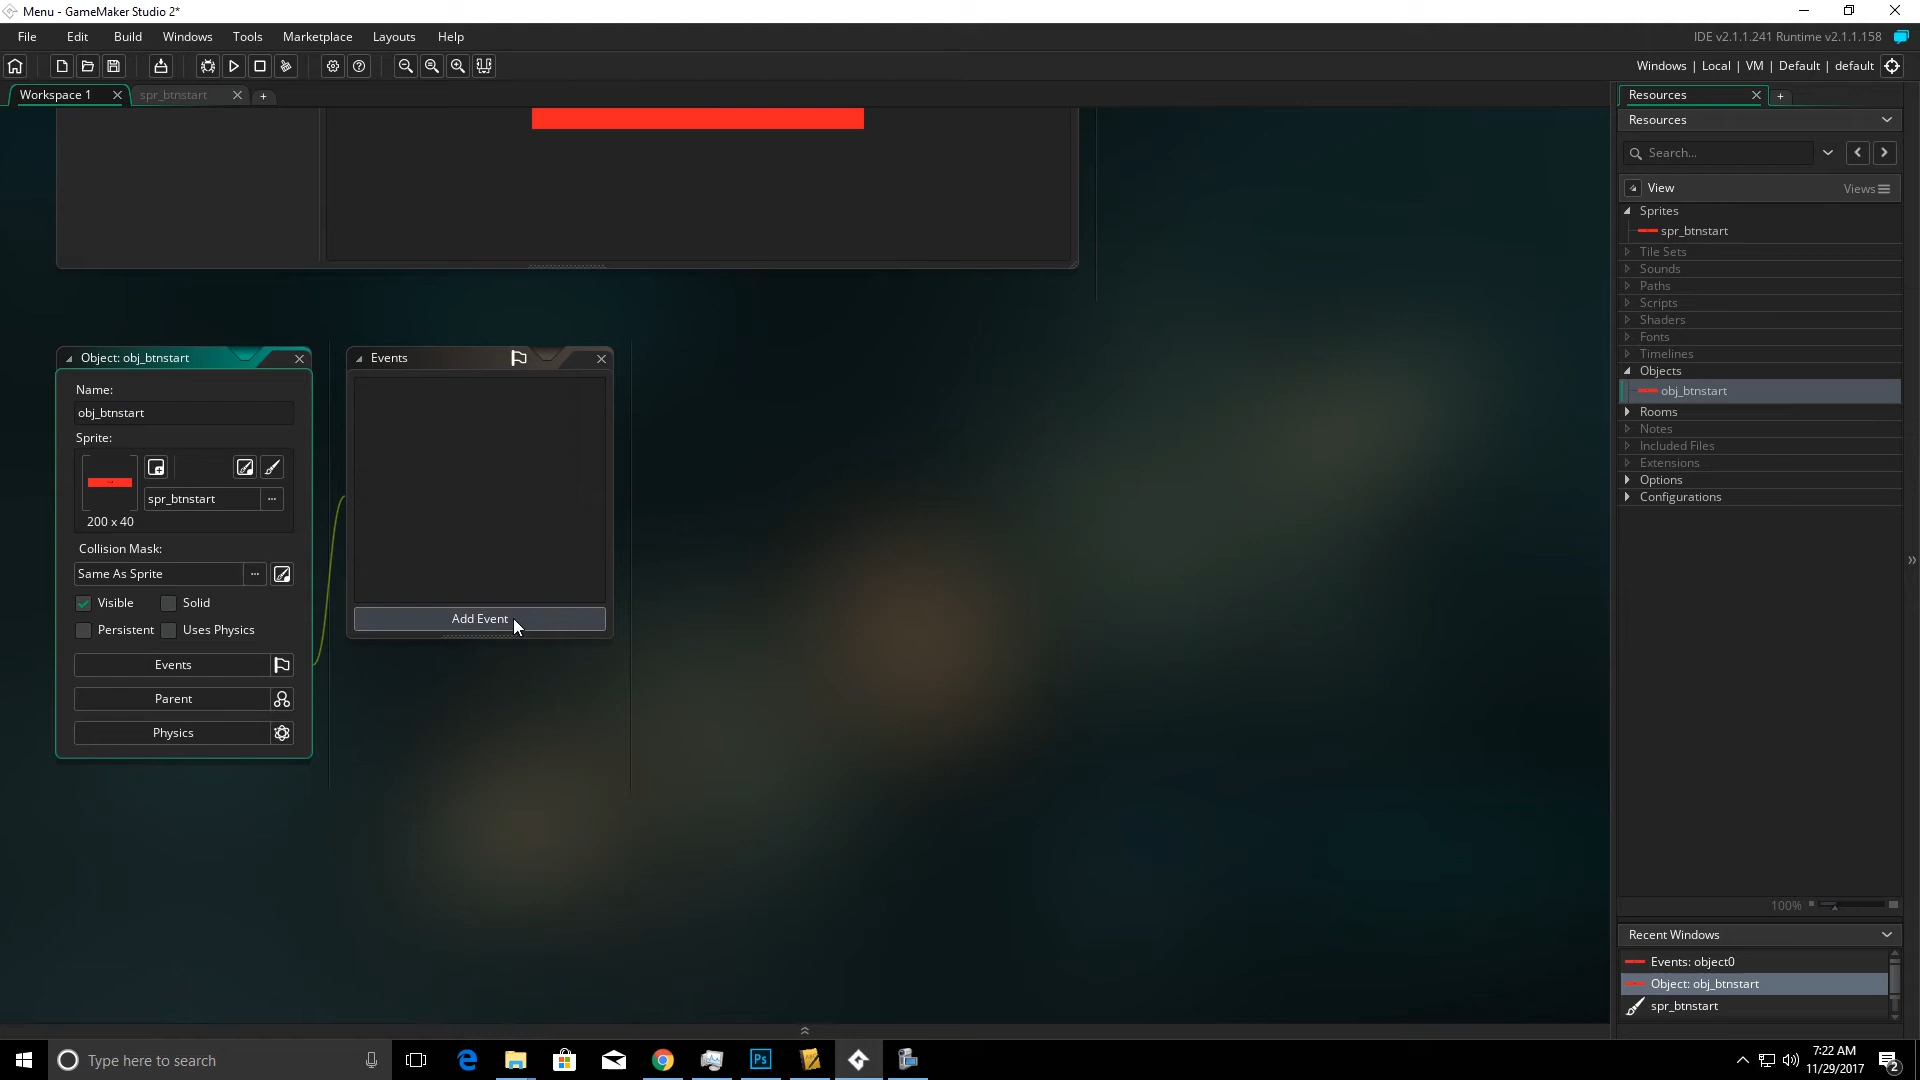 Menu - GameMaker Studio 2*
File Edit Build Windows Tools Marketplace Layouts Help
IDE v2.1.1.241 Runtime v2.1.1.158
Windows | Local | VM | Default | default
Workspace 1
spr_btnstart
Object: obj_btnstart
Name:
obj_btnstart
Sprite:
spr_btnstart
200 x 40
Collision Mask:
Same As Sprite
Visible Solid
Persistent Uses Physics
Events
Parent
Physics
Events
Add Event
Resources
Resources
Search...
View Views
Sprites
spr_btnstart
Tile Sets
Sounds
Paths
Scripts
Shaders
Fonts
Timelines
Objects
obj_btnstart
Rooms
Notes
Included Files
Extensions
Options
Configurations
100%
Recent Windows
Events: object0
Object: obj_btnstart
spr_btnstart
Type here to search
Ps
7:22 AM
11/29/2017
2